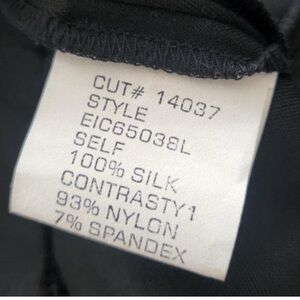 CUT# 14037
STYLE
EIC65038L
SELF
100% SILK
CONTRASTY1
93% NYLON
7% SPANDEX